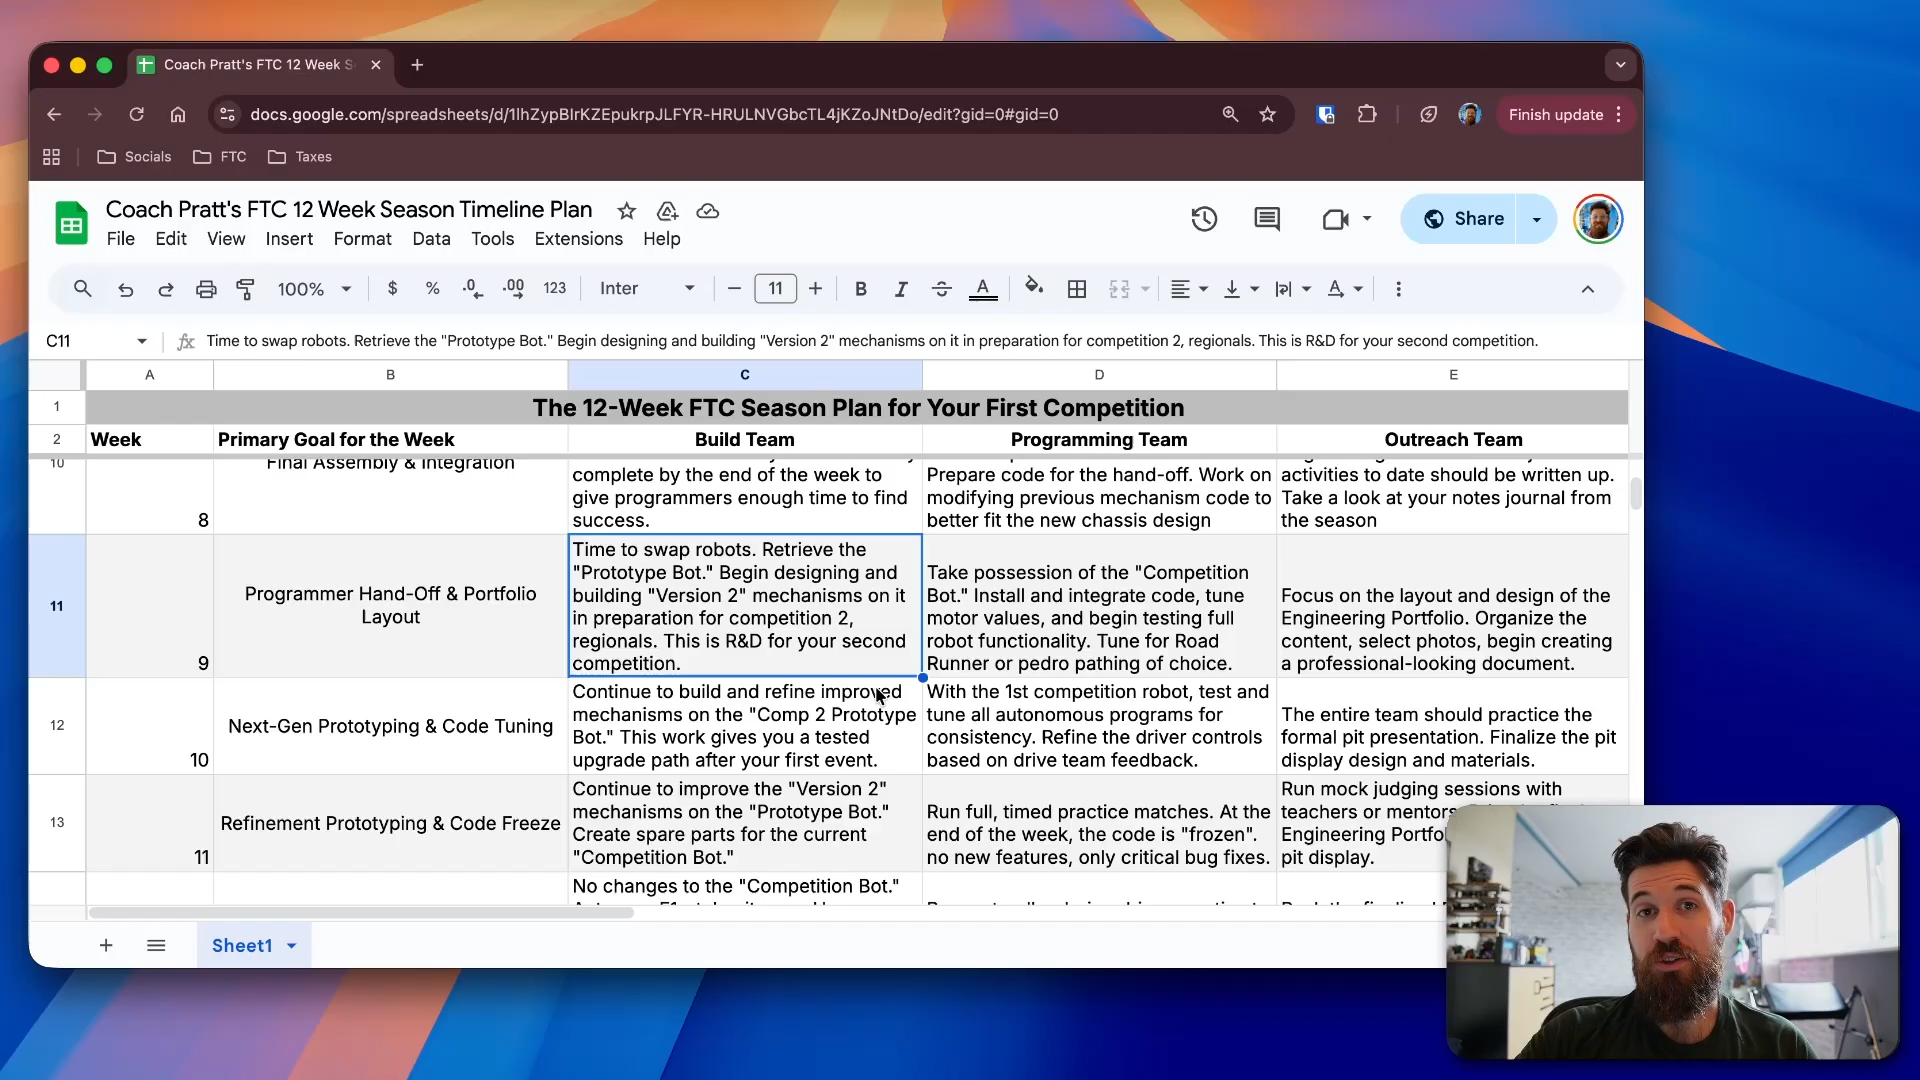 Coach Pratt's FTC 12 Week S
docs.google.com/spreadsheets/d/1lhZypBIrKZEpukrpJLFYR-HRULNVGbcTL4jKZoJNtDo/edit?gid=0#gid=0
Finish update
Socials
FTC
Taxes
Coach Pratt's FTC 12 Week Season Timeline Plan
File Edit View Insert Format Data Tools Extensions Help
Share
100%
$ % .0 .00 123
Inter
11
B I A
C11
fx Time to swap robots. Retrieve the "Prototype Bot." Begin designing and building "Version 2" mechanisms on it in preparation for competition 2, regionals. This is R&D for your second competition.
A B C D E
1
The 12-Week FTC Season Plan for Your First Competition
2
Week
Primary Goal for the Week
Build Team
Programming Team
Outreach Team
10
8
Final Assembly & Integration
complete by the end of the week to
give programmers enough time to find
success.
Prepare code for the hand-off. Work on
modifying previous mechanism code to
better fit the new chassis design
activities to date should be written up.
Take a look at your notes journal from
the season
11
9
Programmer Hand-Off & Portfolio
Layout
Time to swap robots. Retrieve the
"Prototype Bot." Begin designing and
building "Version 2" mechanisms on it
in preparation for competition 2,
regionals. This is R&D for your second
competition.
Take possession of the "Competition
Bot." Install and integrate code, tune
motor values, and begin testing full
robot functionality. Tune for Road
Runner or pedro pathing of choice.
Focus on the layout and design of the
Engineering Portfolio. Organize the
content, select photos, begin creating
a professional-looking document.
12
10
Next-Gen Prototyping & Code Tuning
Continue to build and refine improved
mechanisms on the "Comp 2 Prototype
Bot." This work gives you a tested
upgrade path after your first event.
With the 1st competition robot, test and
tune all autonomous programs for
consistency. Refine the driver controls
based on drive team feedback.
The entire team should practice the
formal pit presentation. Finalize the pit
display design and materials.
13
11
Refinement Prototyping & Code Freeze
Continue to improve the "Version 2"
mechanisms on the "Prototype Bot."
Create spare parts for the current
"Competition Bot."
Run full, timed practice matches. At the
end of the week, the code is "frozen".
no new features, only critical bug fixes.
Run mock judging sessions with
teachers or mentors.
Engineering Portfo
pit display.
No changes to the "Competition Bot."
Sheet1